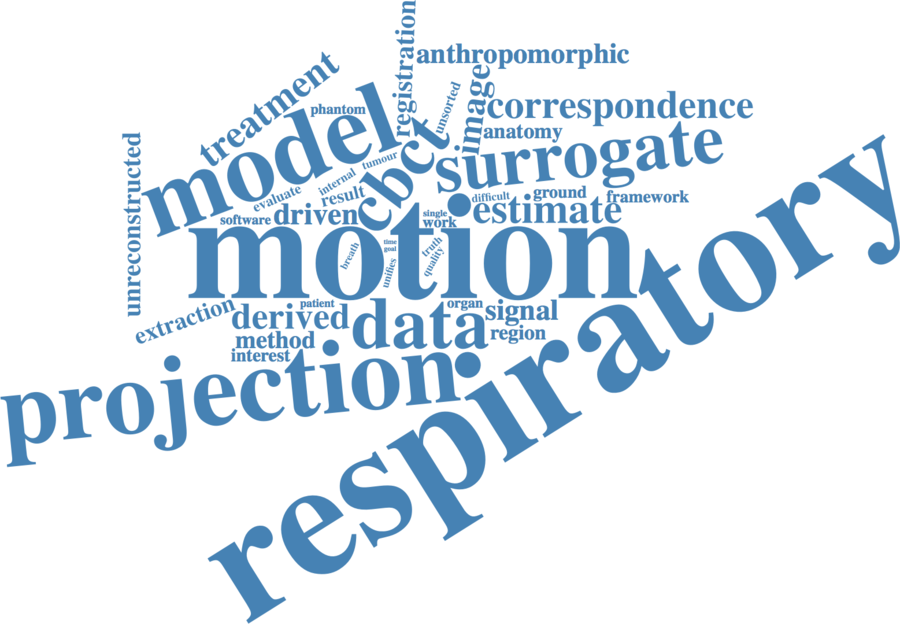 registration
anthropomorphic
treatment
image
unsorted
phantom
correspondence
model
cbct
anatomy
surrogate
unreconstructed
tumour
internal
evaluate
result
difficult
ground
framework
software
driven
single
work
estimate
motion
breath
time
goal
unifies
truth
quality
respiratory
extraction
patient
derived
data
organ
signal
method
region
interest
projection